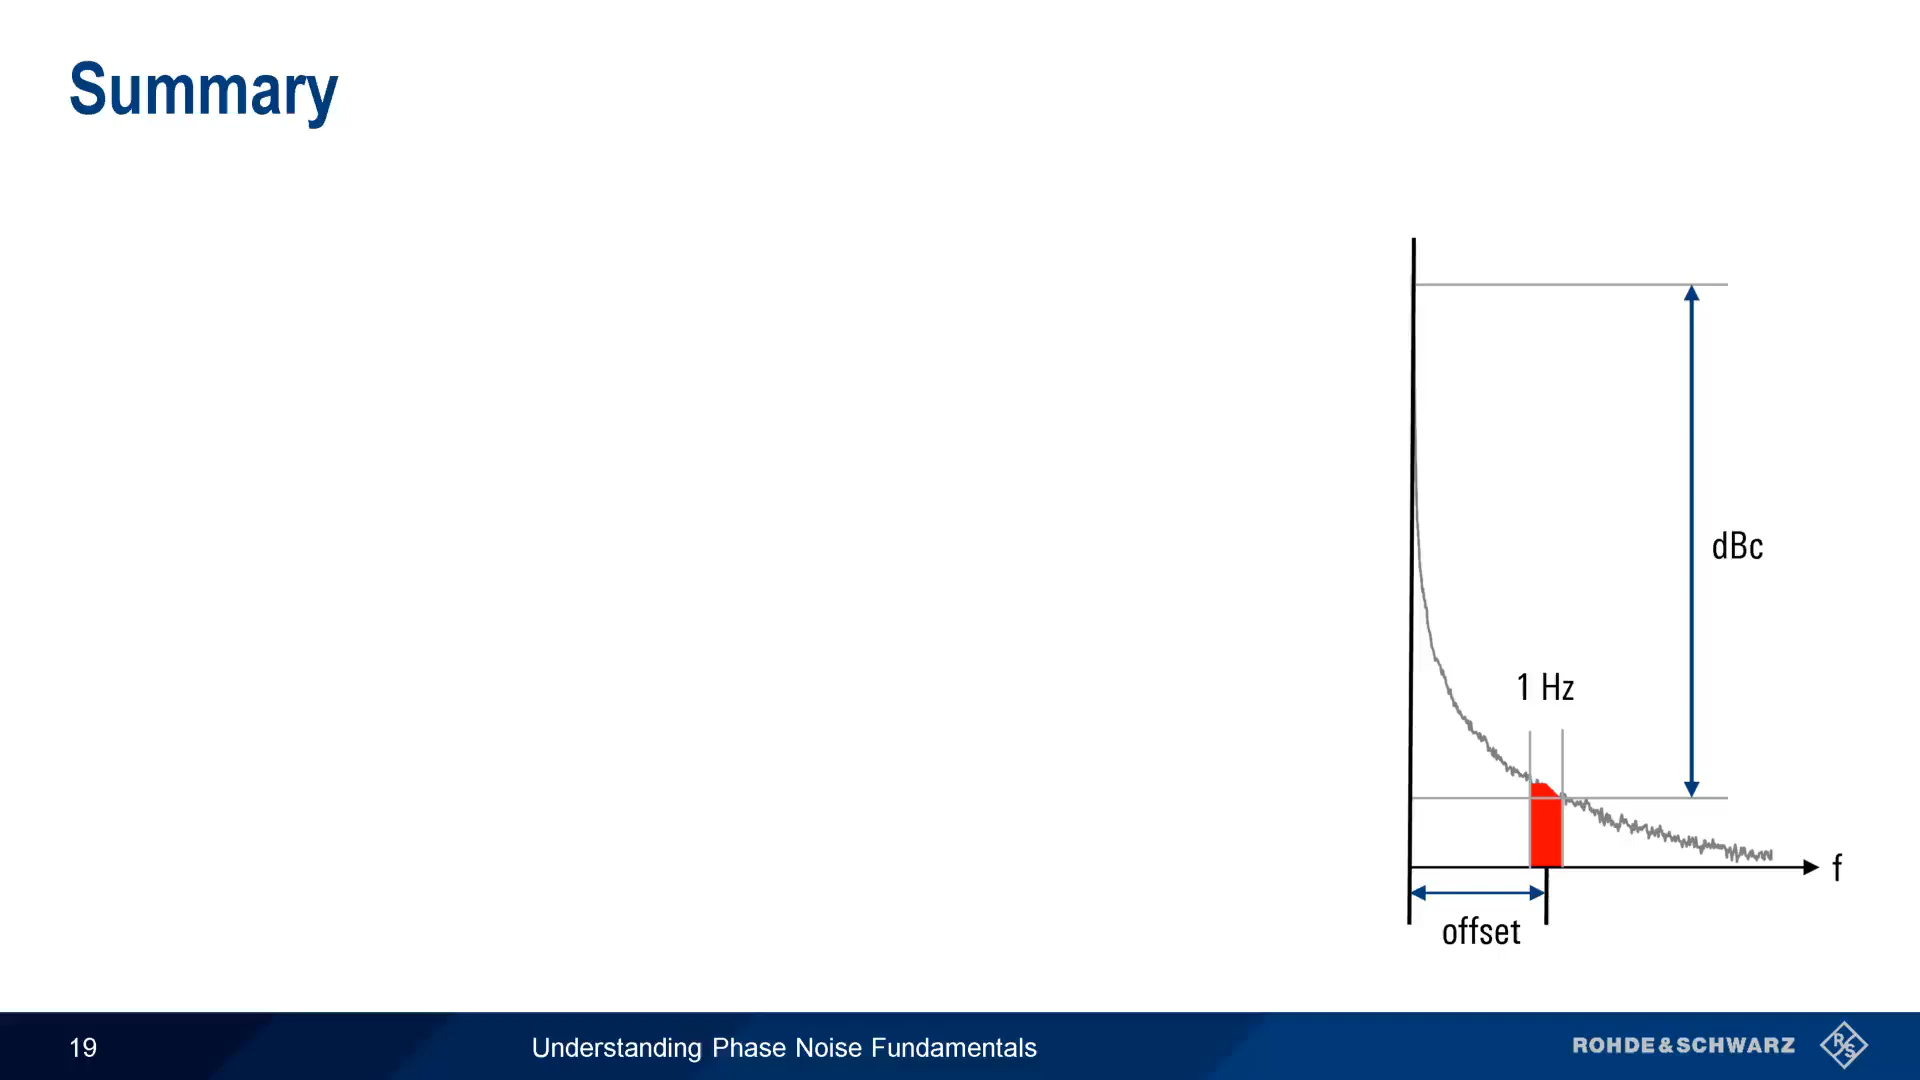 Summary
dBc
1 Hz
f
offset
19
Understanding Phase Noise Fundamentals
ROHDE&SCHWARZ
R
S